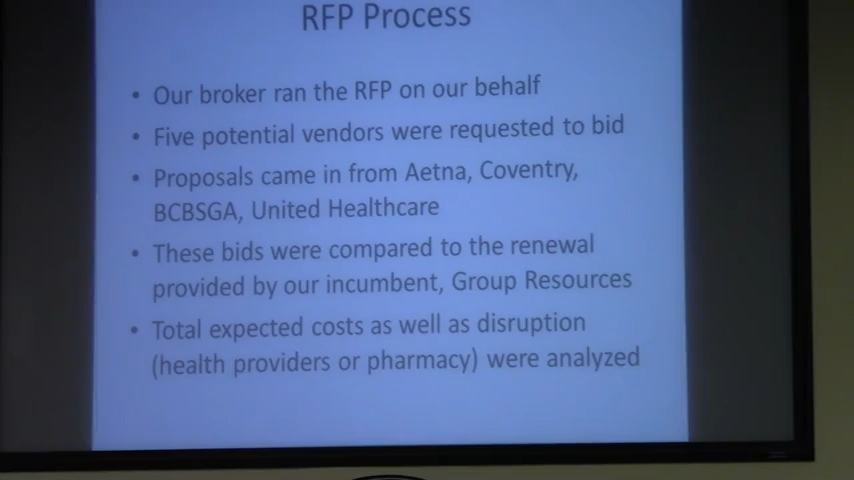 RFP Process
• Our broker ran the RFP on our behalf
• Five potential vendors were requested to bid
• Proposals came in from Aetna, Coventry,
BCBSGA, United Healthcare
• These bids were compared to the renewal
provided by our incumbent, Group Resources
• Total expected costs as well as disruption
(health providers or pharmacy) were analyzed